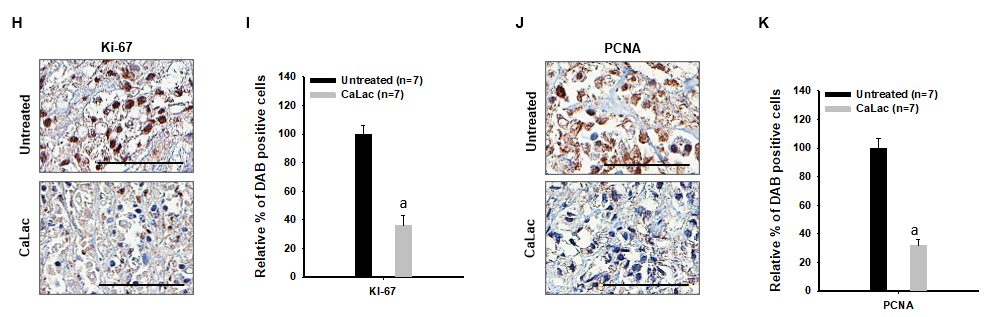 H
Ki-67
Untreated
CaLac
I
Relative % of DAB positive cells
140
120
100
80
60
40
20
0
Untreated (n=7)
CaLac (n=7)
a
KI-67
J
PCNA
Untreated
CaLac
K
Relative % of DAB positive cells
140
120
100
80
60
40
20
0
Untreated (n=7)
CaLac (n=7)
a
PCNA